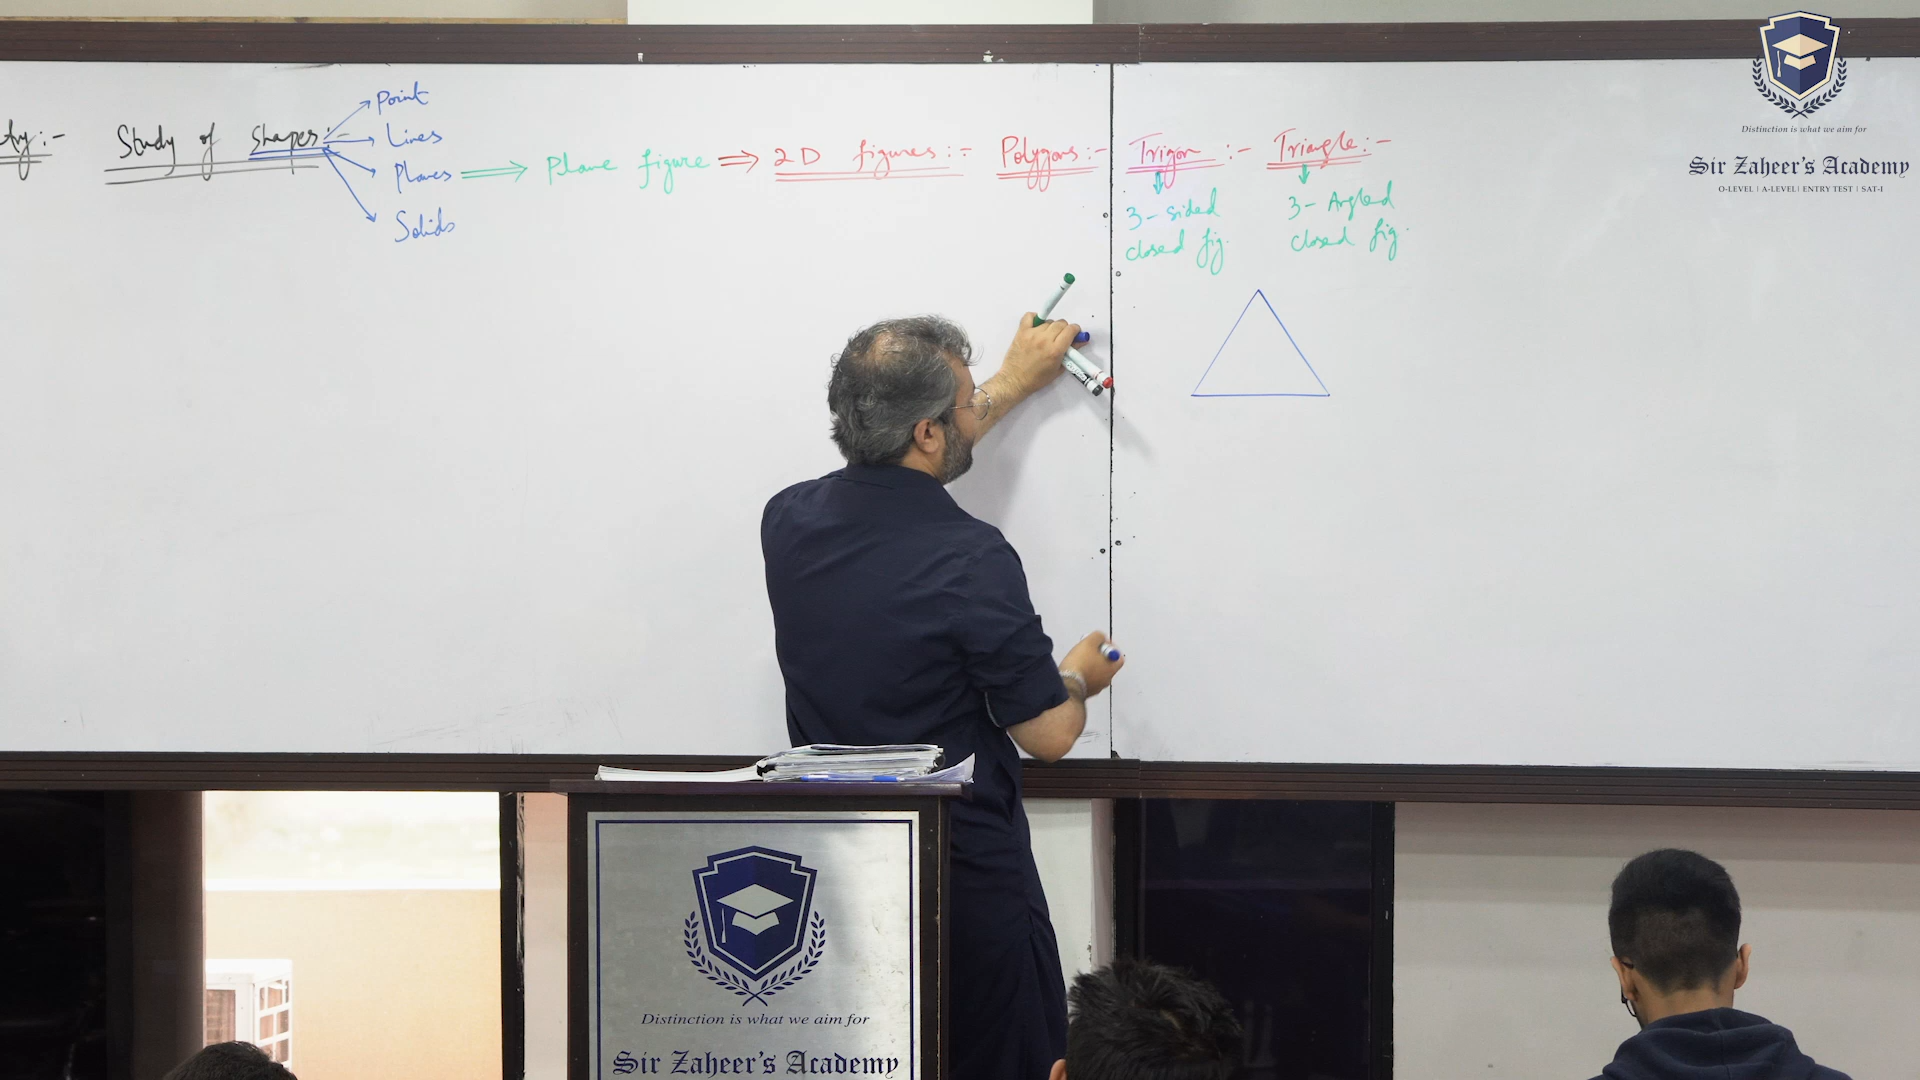 Study of Shapes:-
Point
Lines
Planes
Solids
⇒ Plane figure ⇒ 2D figures:- Polygons:- Trigon:- Triangle:-
3- sided
closed fig.
3- Angled
closed fig.
Distinction is what we aim for
Sir Zaheer's Academy
O-LEVEL | A-LEVEL | ENTRY TEST | SAT-I
Distinction is what we aim for
Sir Zaheer's Academy